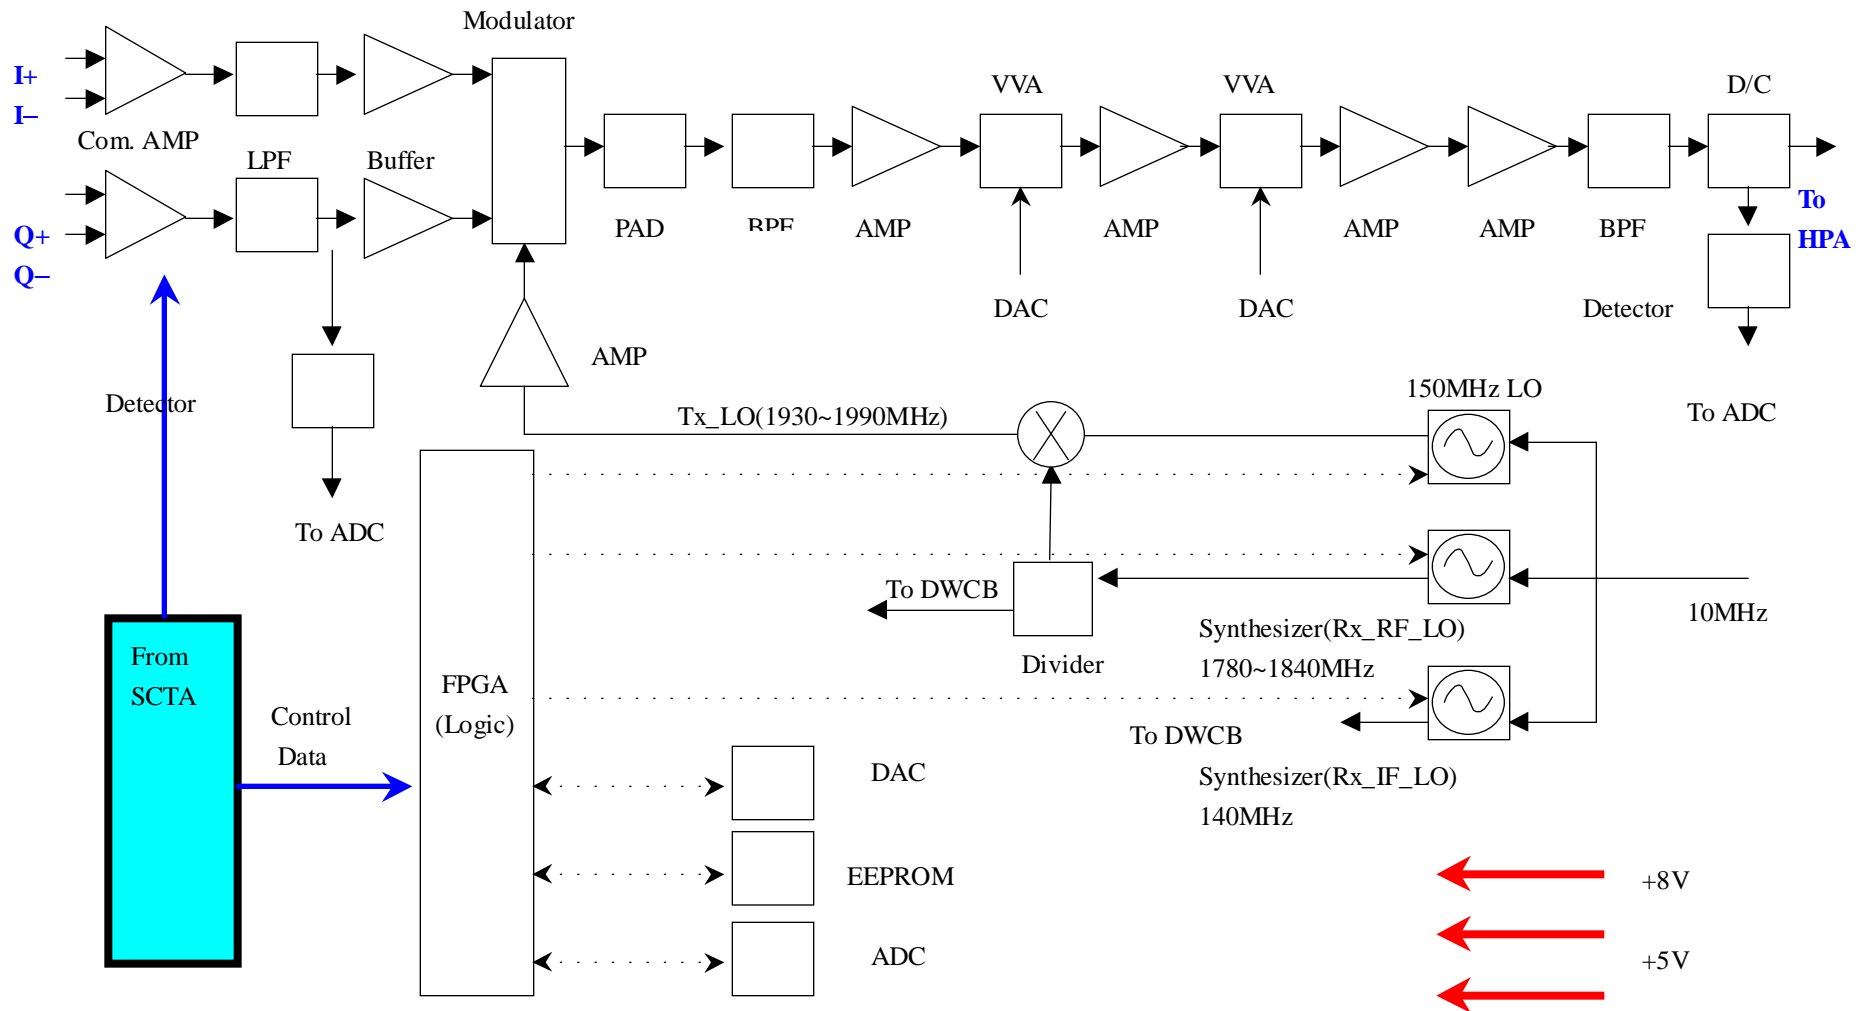 Modulator
I+
I–
Com. AMP
LPF
Buffer
VVA
VVA
D/C
Q+
Q–
PAD
BPF
AMP
AMP
AMP
AMP
BPF
To
HPA
DAC
DAC
Detector
AMP
Detector
To ADC
150MHz LO
To ADC
Tx_LO(1930~1990MHz)
To DWCB
Divider
Synthesizer(Rx_RF_LO)
1780~1840MHz
10MHz
From
SCTA
Control
Data
FPGA
(Logic)
To DWCB
Synthesizer(Rx_IF_LO)
140MHz
DAC
EEPROM
ADC
+8V
+5V